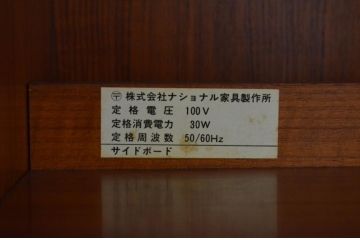 〶 株式会社ナショナル家具製作所
定格電圧 100V
定格消費電力 30W
定格周波数 50/60Hz
サイドボード